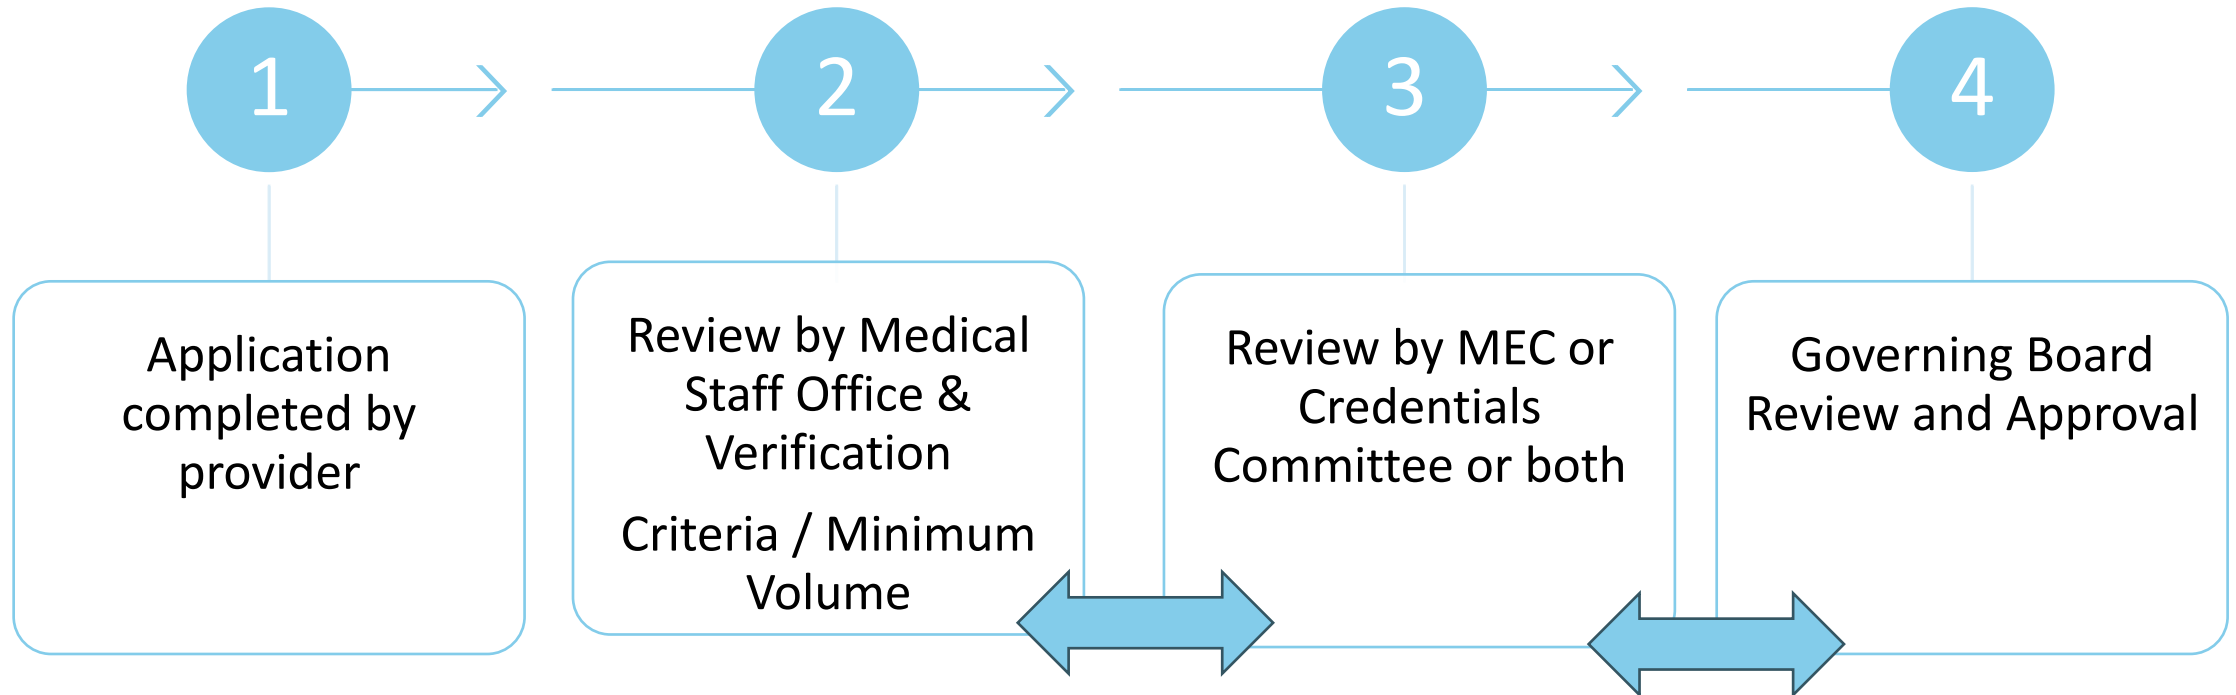 1
2
3
4
Application
completed by
provider
Review by Medical
Staff Office &
Verification
Criteria / Minimum
Volume
Review by MEC or
Credentials
Committee or both
Governing Board
Review and Approval